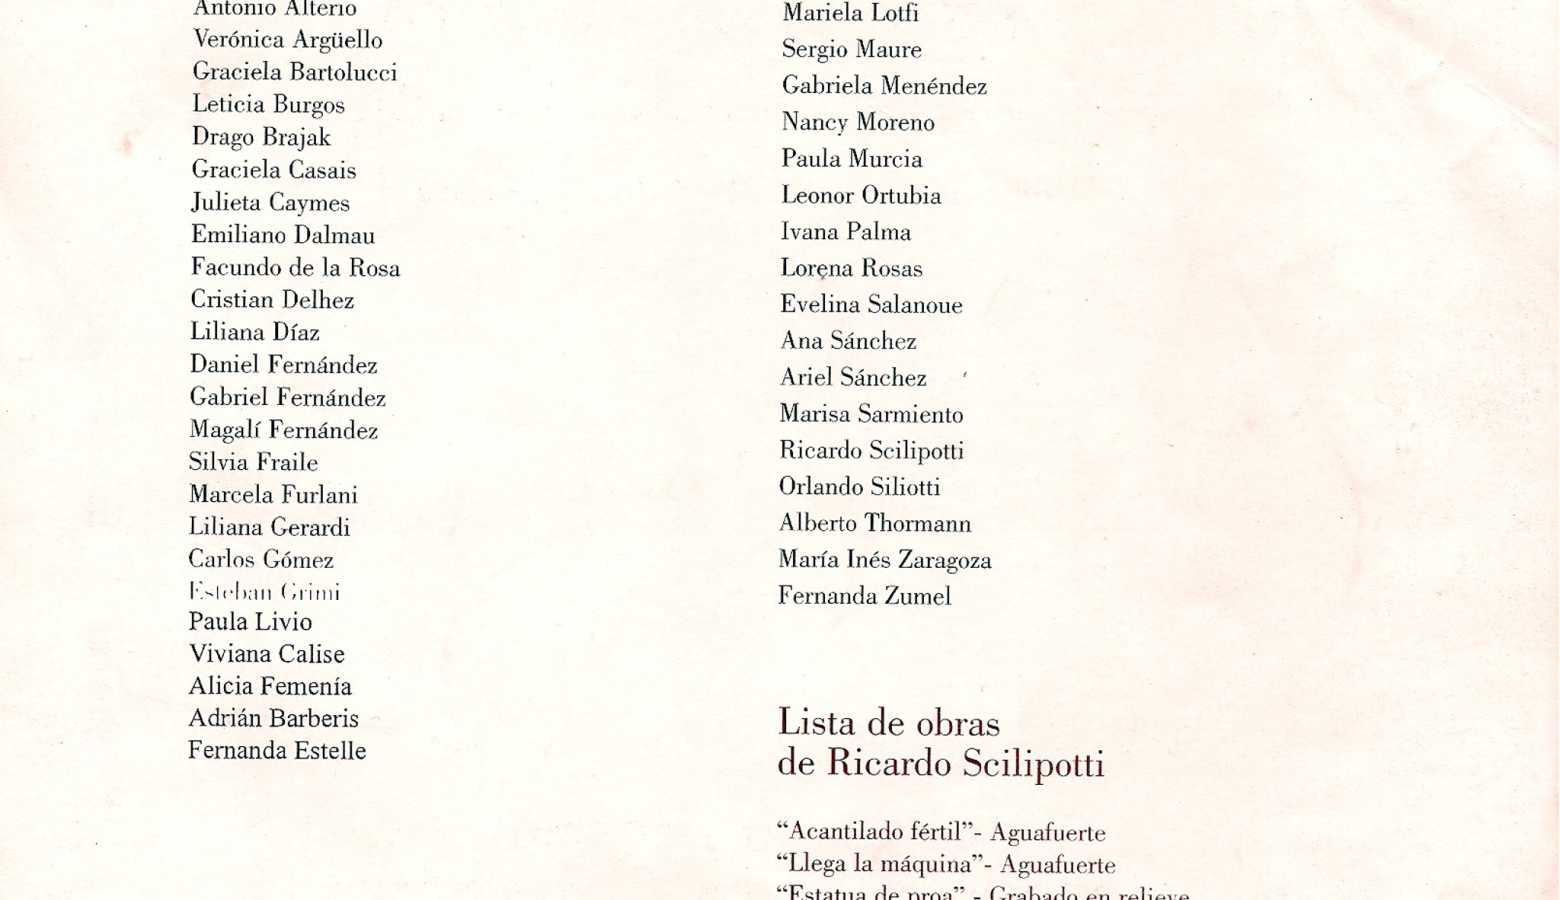 Antonio Alterio
Verónica Argüello
Graciela Bartolucci
Leticia Burgos
Drago Brajak
Graciela Casais
Julieta Caymes
Emiliano Dalmau
Facundo de la Rosa
Cristian Delhez
Liliana Díaz
Daniel Fernández
Gabriel Fernández
Magalí Fernández
Silvia Fraile
Marcela Furlani
Liliana Gerardi
Carlos Gómez
Esteban Grimi
Paula Livio
Viviana Calise
Alicia Femenía
Adrián Barberis
Fernanda Estelle
Mariela Lotfi
Sergio Maure
Gabriela Menéndez
Nancy Moreno
Paula Murcia
Leonor Ortubia
Ivana Palma
Lorena Rosas
Evelina Salanoue
Ana Sánchez
Ariel Sánchez
Marisa Sarmiento
Ricardo Scilipotti
Orlando Siliotti
Alberto Thormann
María Inés Zaragoza
Fernanda Zumel
Lista de obras
de Ricardo Scilipotti
“Acantilado fértil”- Aguafuerte
“Llega la máquina”- Aguafuerte
“Estatua de proa” - Grabado en relieve